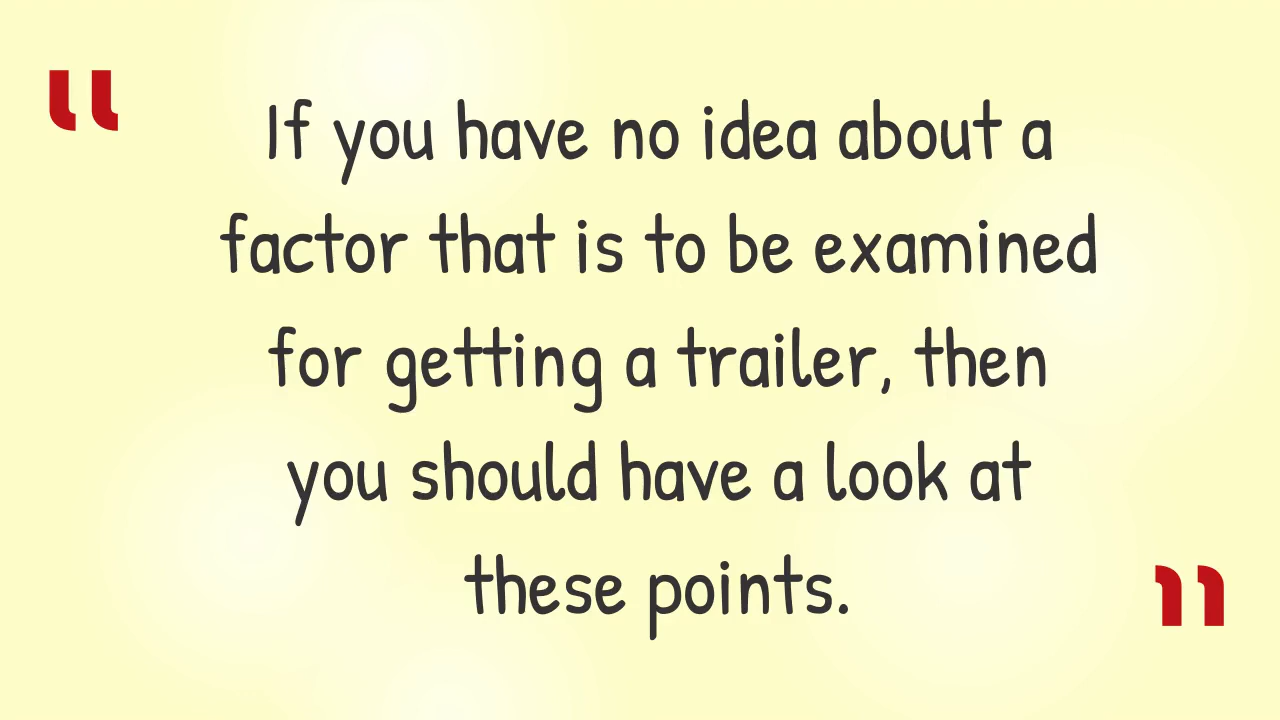 “
If you have no idea about a
factor that is to be examined
for getting a trailer, then
you should have a look at
these points.
”